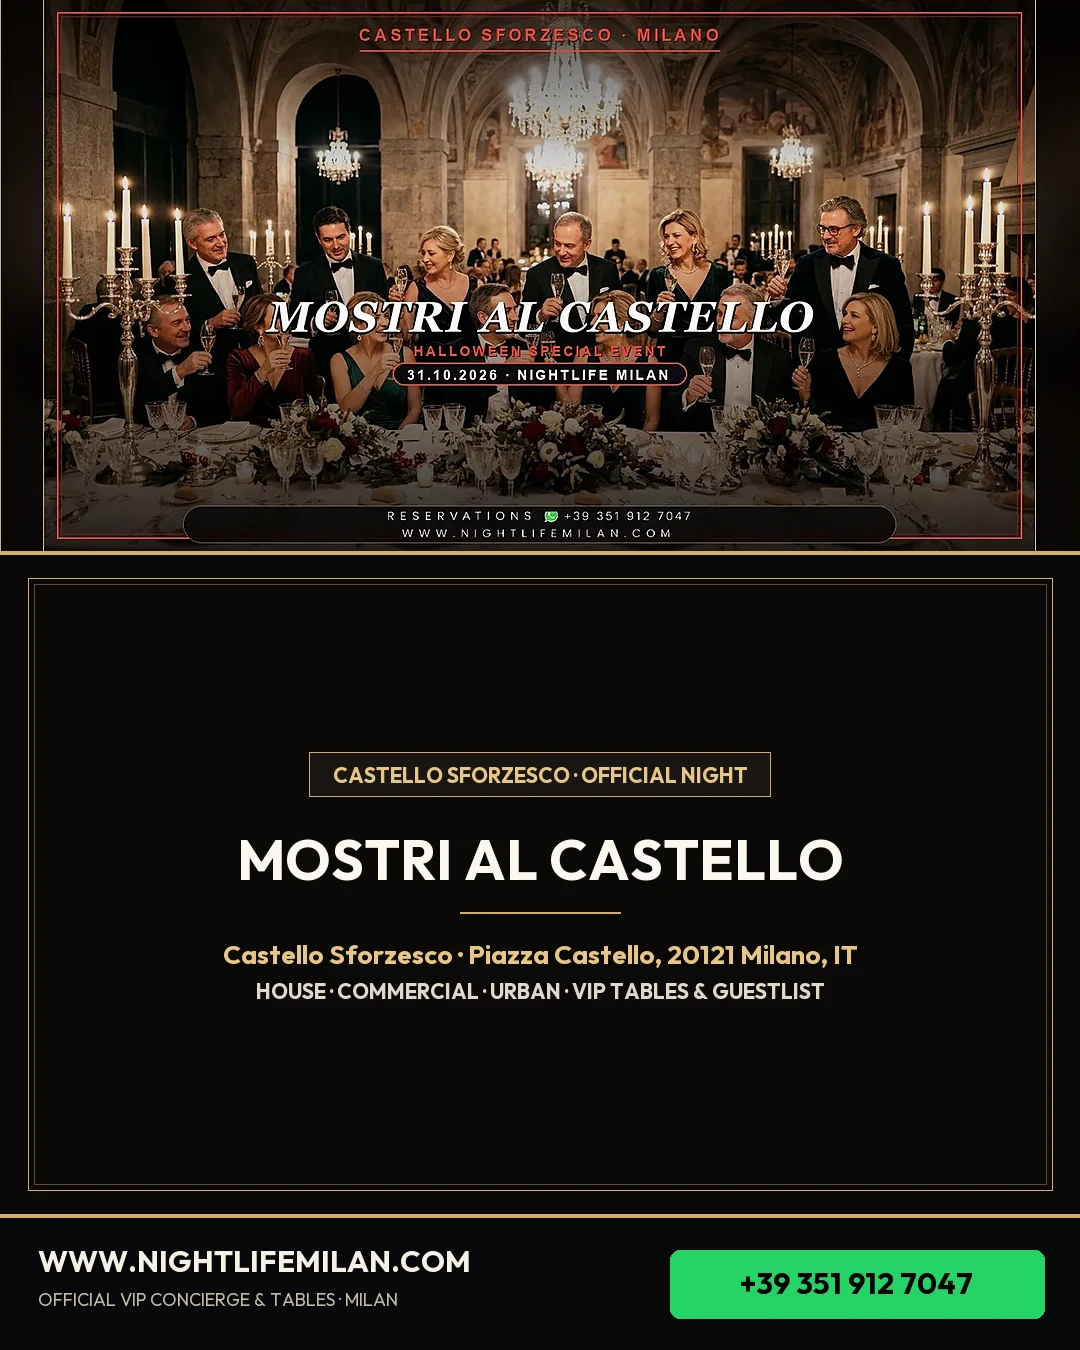 CASTELLO SFORZESCO · MILANO
MOSTRI AL CASTELLO
HALLOWEEN SPECIAL EVENT
31.10.2026 · NIGHTLIFE MILAN
RESERVATIONS +39 351 912 7047
WWW.NIGHTLIFEMILAN.COM
CASTELLO SFORZESCO · OFFICIAL NIGHT
MOSTRI AL CASTELLO
Castello Sforzesco · Piazza Castello, 20121 Milano, IT
HOUSE · COMMERCIAL · URBAN · VIP TABLES & GUESTLIST
WWW.NIGHTLIFEMILAN.COM
OFFICIAL VIP CONCIERGE & TABLES · MILAN
+39 351 912 7047